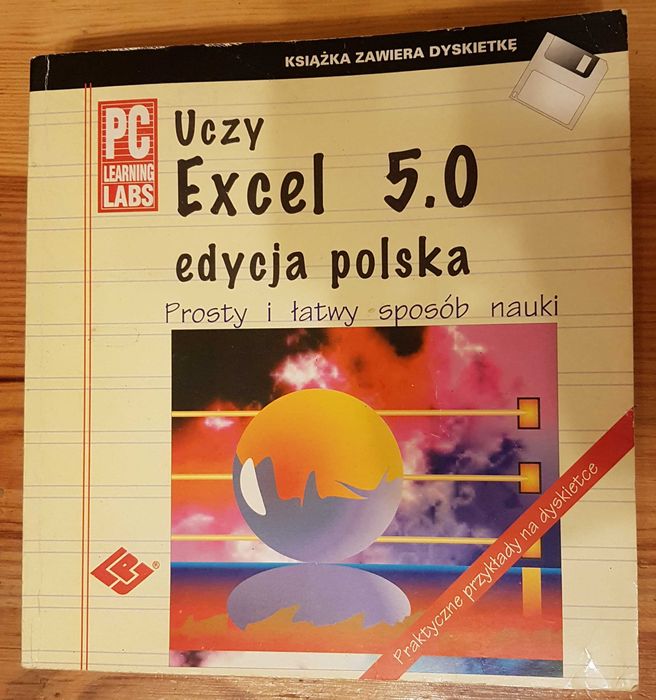 KSIĄŻKA ZAWIERA DYSKIETKĘ
PC
LEARNING
LABS
Uczy
Excel 5.0
edycja polska
Prosty i łatwy sposób nauki
Praktyczne przykłady na dyskietce
®